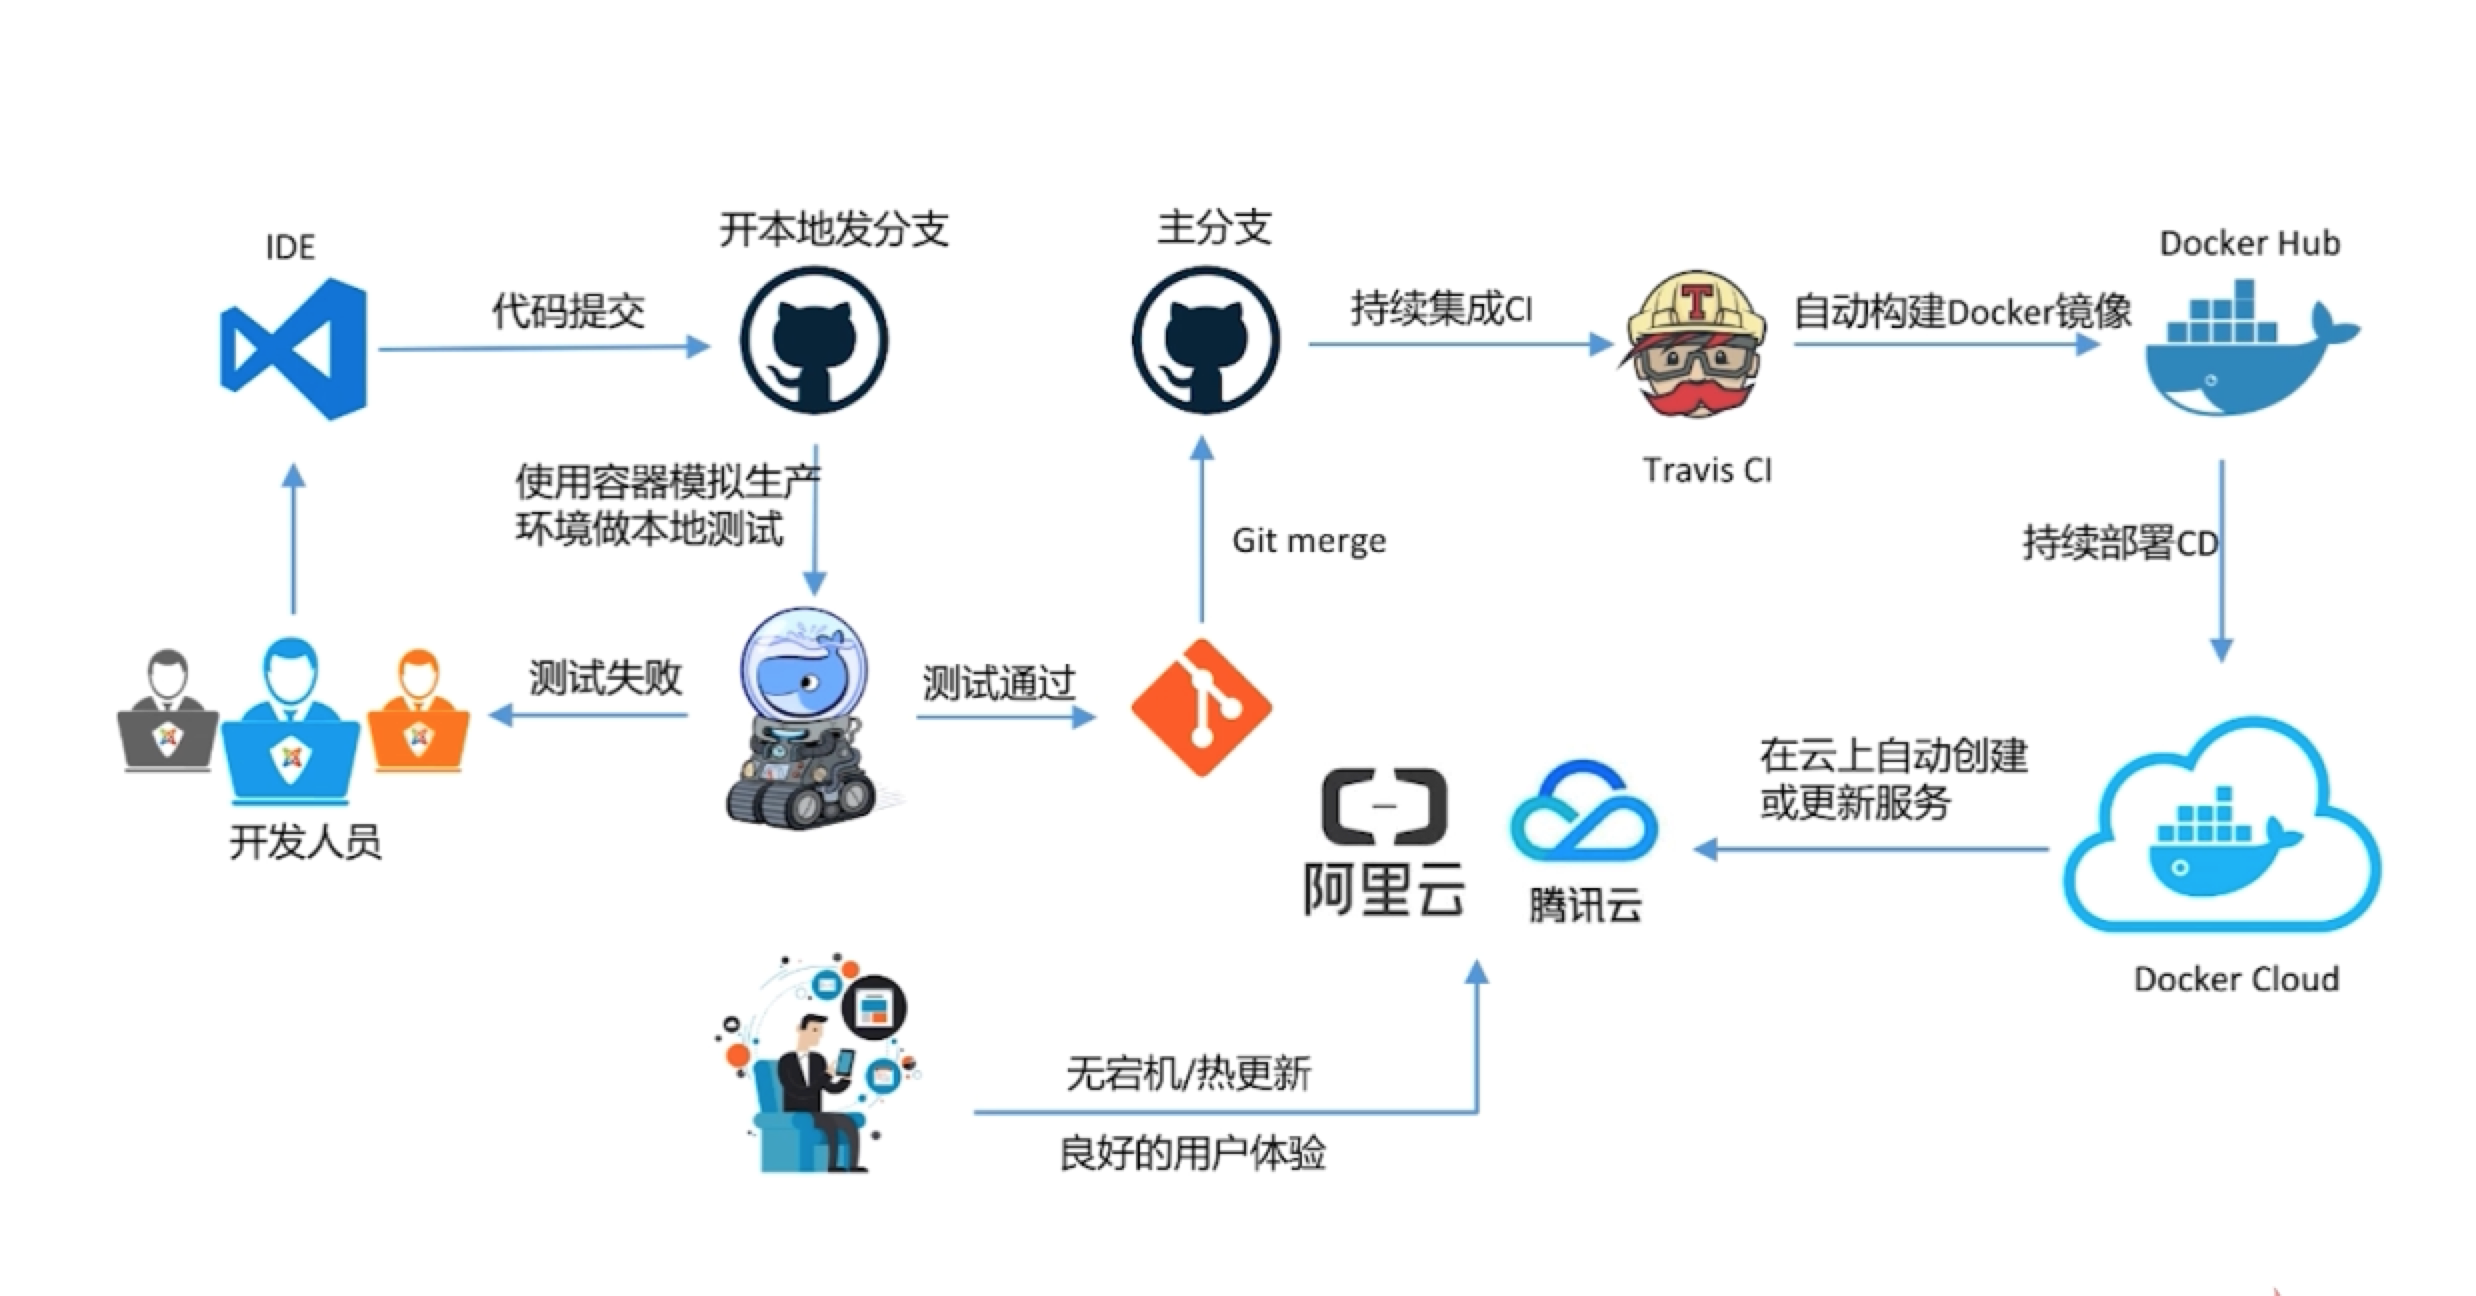 IDE
开本地发分支
主分支
Docker Hub
代码提交
持续集成CI
自动构建Docker镜像
使用容器模拟生产
环境做本地测试
Travis CI
Git merge
持续部署CD
测试失败
测试通过
开发人员
阿里云
腾讯云
在云上自动创建
或更新服务
Docker Cloud
无宕机/热更新
良好的用户体验